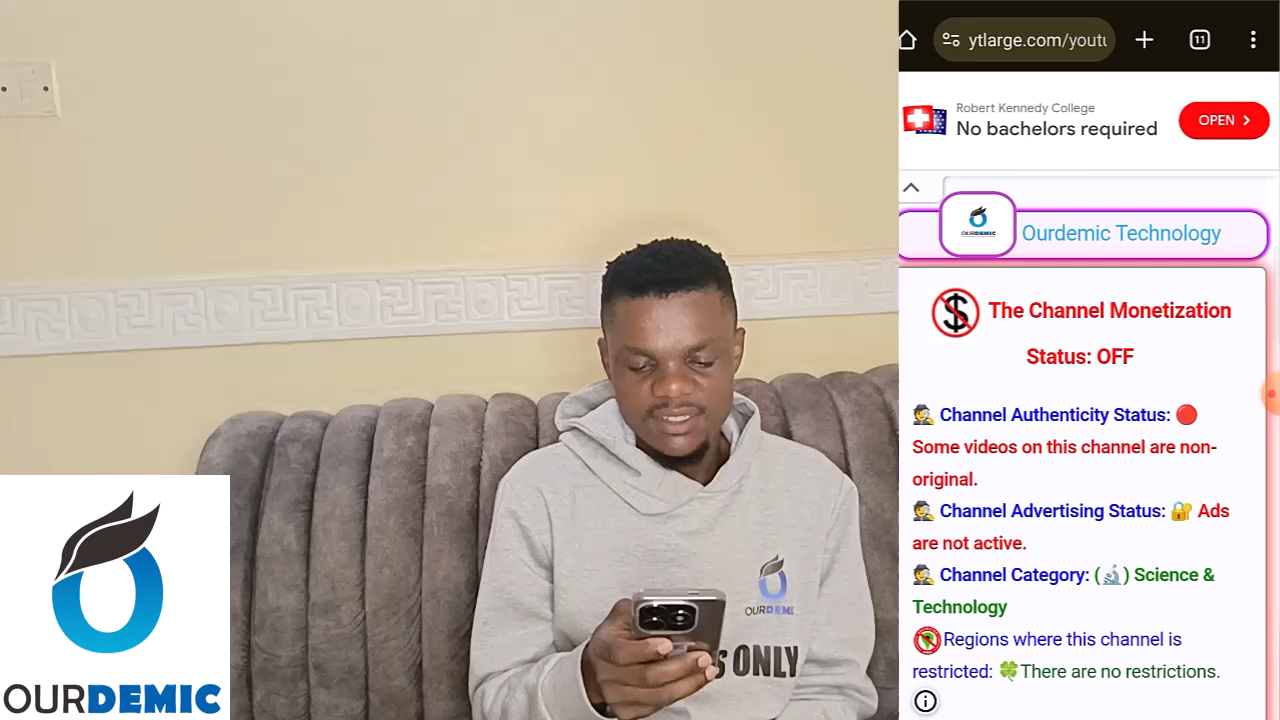 ytlarge.com/youtu
11
Robert Kennedy College
No bachelors required
OPEN
OURDEMIC
Ourdemic Technology
The Channel Monetization
Status: OFF
Channel Authenticity Status:
Some videos on this channel are non-
original.
Channel Advertising Status: Ads
are not active.
Channel Category: ( ) Science &
Technology
Regions where this channel is
restricted: There are no restrictions.
OURDEMIC
ONLY
OURDEMIC